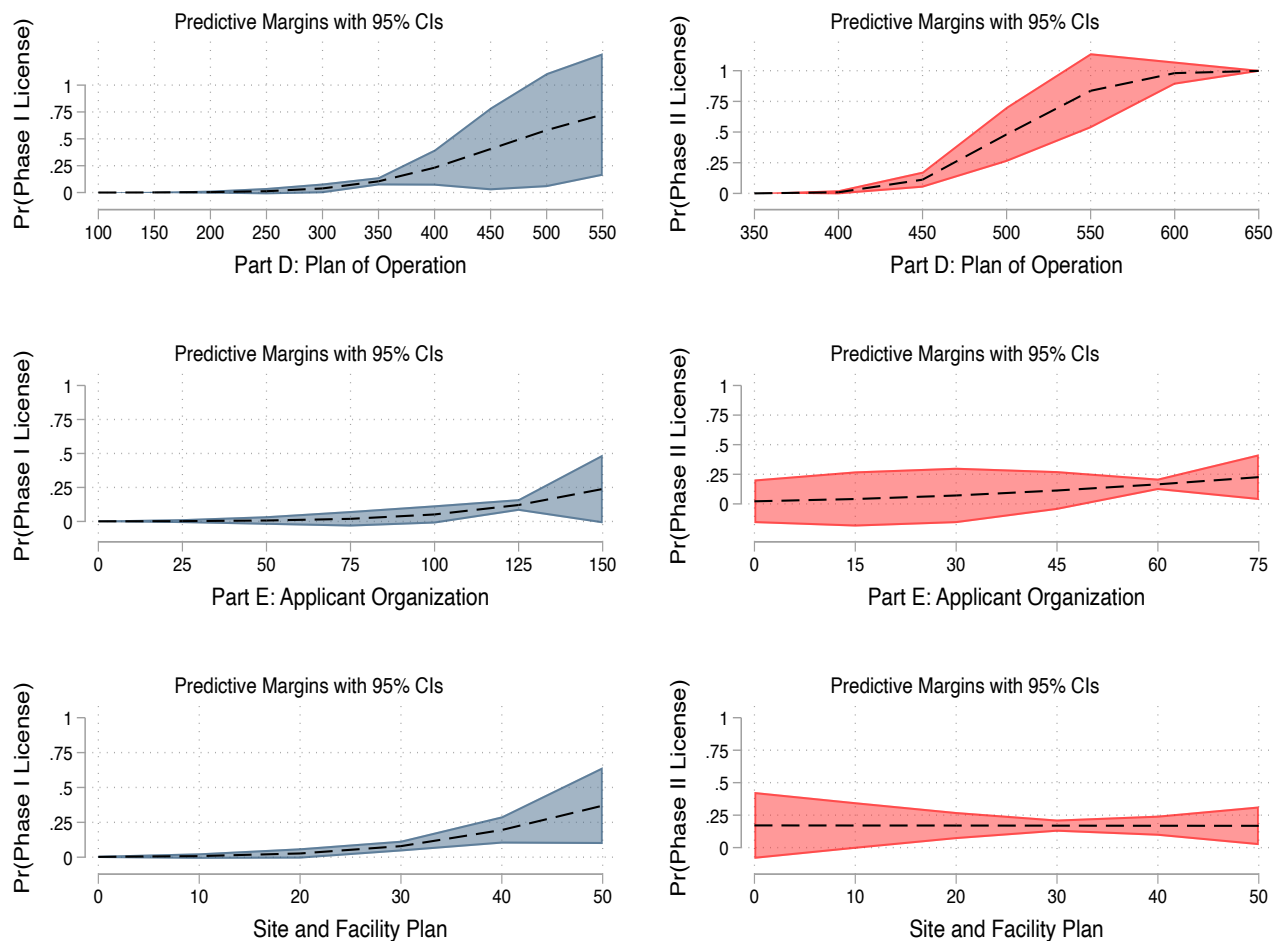 Predictive Margins with 95% CIs
Pr(Phase I License)
1
.75
.5
.25
0
100 150 200 250 300 350 400 450 500 550
Part D: Plan of Operation
Predictive Margins with 95% CIs
Pr(Phase II License)
1
.75
.5
.25
0
350 400 450 500 550 600 650
Part D: Plan of Operation
Predictive Margins with 95% CIs
Pr(Phase I License)
1
.75
.5
.25
0
0 25 50 75 100 125 150
Part E: Applicant Organization
Predictive Margins with 95% CIs
Pr(Phase II License)
1
.75
.5
.25
0
0 15 30 45 60 75
Part E: Applicant Organization
Predictive Margins with 95% CIs
Pr(Phase I License)
1
.75
.5
.25
0
0 10 20 30 40 50
Site and Facility Plan
Predictive Margins with 95% CIs
Pr(Phase II License)
1
.75
.5
.25
0
0 10 20 30 40 50
Site and Facility Plan